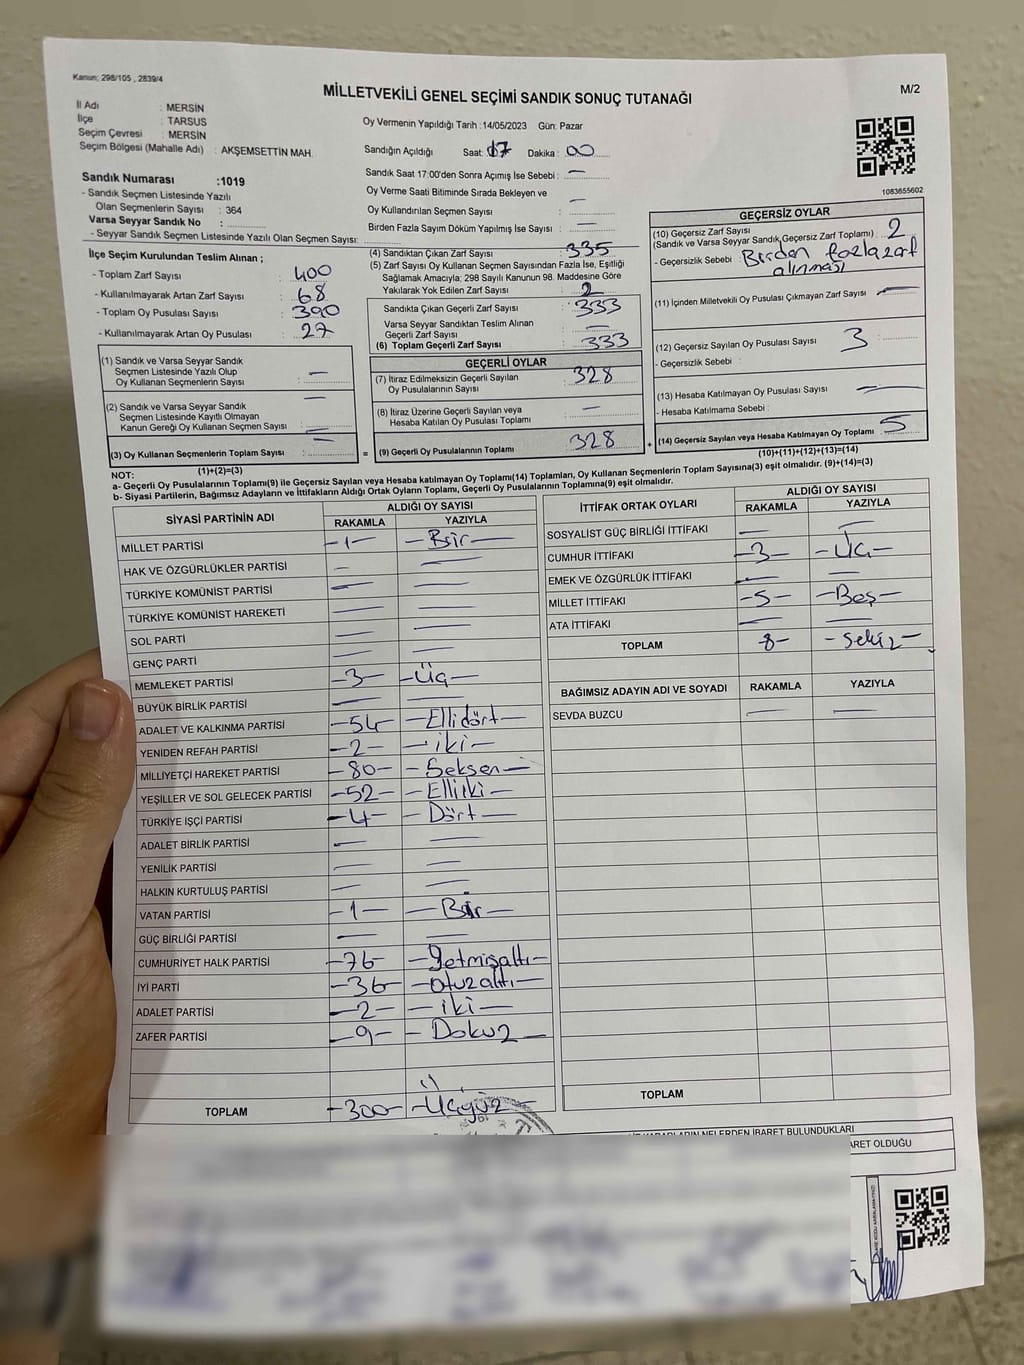 Kanun; 298/105 , 2839/4
MİLLETVEKİLİ GENEL SEÇİMİ SANDIK SONUÇ TUTANAĞI
M/2
İl Adı : MERSİN
İlçe : TARSUS
Seçim Çevresi : MERSİN
Seçim Bölgesi (Mahalle Adı) : AKŞEMSETTİN MAH.
Sandık Numarası :1019
- Sandık Seçmen Listesinde Yazılı
Olan Seçmenlerin Sayısı : 364
Varsa Seyyar Sandık No :
- Seyyar Sandık Seçmen Listesinde Yazılı Olan Seçmen Sayısı:
Oy Vermenin Yapıldığı Tarih :14/05/2023 Gün: Pazar
Sandığın Açıldığı Saat: 17 Dakika : 00
Sandık Saat 17:00'den Sonra Açılmış İse Sebebi : —
Oy Verme Saati Bitiminde Sırada Bekleyen ve
Oy Kullandırılan Seçmen Sayısı —
Birden Fazla Sayım Döküm Yapılmış İse Sayısı : —
1083655602
İlçe Seçim Kurulundan Teslim Alınan ;
- Toplam Zarf Sayısı : 400
- Kullanılmayarak Artan Zarf Sayısı : 68
- Toplam Oy Pusulası Sayısı : 390
- Kullanılmayarak Artan Oy Pusulası : 27
(4) Sandıktan Çıkan Zarf Sayısı : 335
(5) Zarf Sayısı Oy Kullanan Seçmen Sayısından Fazla İse, Eşitliği
Sağlamak Amacıyla; 298 Sayılı Kanunun 98. Maddesine Göre
Yakılarak Yok Edilen Zarf Sayısı : 2
Sandıkta Çıkan Geçerli Zarf Sayısı : 333
Varsa Seyyar Sandıktan Teslim Alınan
Geçerli Zarf Sayısı : —
(6) Toplam Geçerli Zarf Sayısı : 333
GEÇERSİZ OYLAR
(10) Geçersiz Zarf Sayısı
(Sandık ve Varsa Seyyar Sandık Geçersiz Zarf Toplamı) : 2
- Geçersizlik Sebebi : Birden fazla zarf
alınması
(11) İçinden Milletvekili Oy Pusulası Çıkmayan Zarf Sayısı : —
(12) Geçersiz Sayılan Oy Pusulası Sayısı : 3
- Geçersizlik Sebebi :
(13) Hesaba Katılmayan Oy Pusulası Sayısı : —
- Hesaba Katılmama Sebebi :
(14) Geçersiz Sayılan veya Hesaba Katılmayan Oy Toplamı : 5
(10)+(11)+(12)+(13)=(14)
(1) Sandık ve Varsa Seyyar Sandık
Seçmen Listesinde Yazılı Olup
Oy Kullanan Seçmenlerin Sayısı : —
(2) Sandık ve Varsa Seyyar Sandık
Seçmen Listesinde Kayıtlı Olmayan
Kanun Gereği Oy Kullanan Seçmen Sayısı : —
(3) Oy Kullanan Seçmenlerin Toplam Sayısı : —
(1)+(2)=(3)
GEÇERLİ OYLAR
(7) İtiraz Edilmeksizin Geçerli Sayılan
Oy Pusulalarının Sayısı : 328
(8) İtiraz Üzerine Geçerli Sayılan veya
Hesaba Katılan Oy Pusulası Toplamı : —
= (9) Geçerli Oy Pusulalarının Toplamı : 328 +
NOT:
a- Geçerli Oy Pusulalarının Toplamı(9) ile Geçersiz Sayılan veya Hesaba katılmayan Oy Toplamı(14) Toplamları, Oy Kullanan Seçmenlerin Toplam Sayısına(3) eşit olmalıdır. (9)+(14)=(3)
b- Siyasi Partilerin, Bağımsız Adayların ve İttifakların Aldığı Ortak Oyların Toplamı, Geçerli Oy Pusulalarının Toplamına(9) eşit olmalıdır.
SİYASİ PARTİNİN ADI ALDIĞI OY SAYISI
RAKAMLA YAZIYLA
MİLLET PARTİSİ -1- -Bir-
HAK VE ÖZGÜRLÜKLER PARTİSİ — —
TÜRKİYE KOMÜNİST PARTİSİ — —
TÜRKİYE KOMÜNİST HAREKETİ — —
SOL PARTİ — —
GENÇ PARTİ — —
MEMLEKET PARTİSİ -3- -Üç-
BÜYÜK BİRLİK PARTİSİ — —
ADALET VE KALKINMA PARTİSİ -54- -Ellidört-
YENİDEN REFAH PARTİSİ -2- -iki-
MİLLİYETÇİ HAREKET PARTİSİ -80- -Seksen-
YEŞİLLER VE SOL GELECEK PARTİSİ -52- -Elliiki-
TÜRKİYE İŞÇİ PARTİSİ -4- -Dört-
ADALET BİRLİK PARTİSİ — —
YENİLİK PARTİSİ — —
HALKIN KURTULUŞ PARTİSİ — —
VATAN PARTİSİ -1- -Bir-
GÜÇ BİRLİĞİ PARTİSİ — —
CUMHURİYET HALK PARTİSİ -76- -Yetmişaltı-
İYİ PARTİ -36- -Otuzaltı-
ADALET PARTİSİ -2- -iki-
ZAFER PARTİSİ -9- -Dokuz-
TOPLAM -300- -Üçyüz-
İTTİFAK ORTAK OYLARI ALDIĞI OY SAYISI
RAKAMLA YAZIYLA
SOSYALİST GÜÇ BİRLİĞİ İTTİFAKI — —
CUMHUR İTTİFAKI -3- -Üç-
EMEK VE ÖZGÜRLÜK İTTİFAKI — —
MİLLET İTTİFAKI -5- -Beş-
ATA İTTİFAKI — —
TOPLAM 8- -Sekiz-
BAĞIMSIZ ADAYIN ADI VE SOYADI RAKAMLA YAZIYLA
SEVDA BUZCU — —
TOPLAM
NELERDEN İBARET BULUNDUKLARI
OLDUĞU